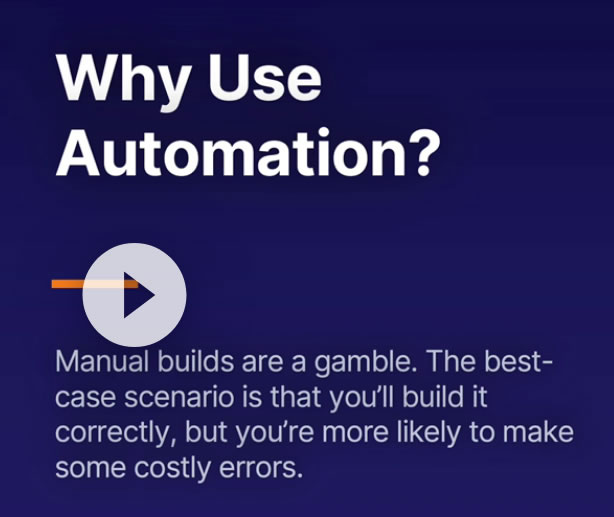 Why Use
Automation?
Manual builds are a gamble. The best-
case scenario is that you’ll build it
correctly, but you’re more likely to make
some costly errors.